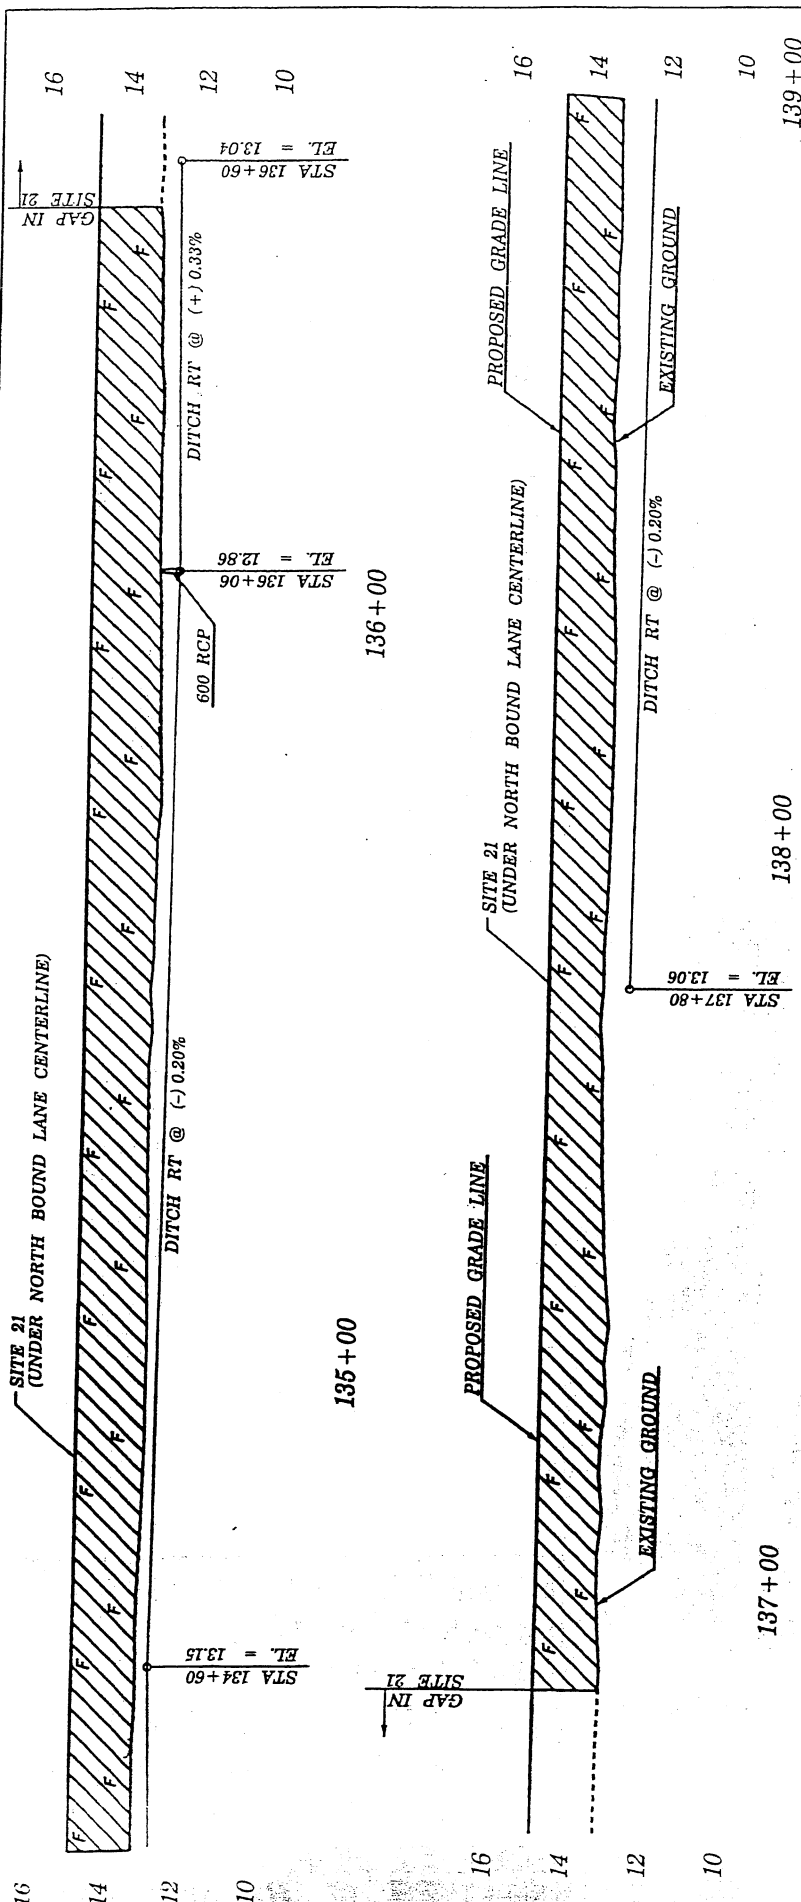 16
14
12
10
SITE 21
(UNDER NORTH BOUND LANE CENTERLINE)
GAP IN
SITE 21
16
14
12
10
STA 134+60
EL. = 13.15
DITCH RT @ (-) 0.20%
600 RCP
STA 136+06
EL. = 12.86
DITCH RT @ (+) 0.33%
STA 136+60
EL. = 13.04
135+00
136+00
F F F F F F F F F F F F F F F F F F F F
16
14
12
10
GAP IN
SITE 21
PROPOSED GRADE LINE
EXISTING GROUND
SITE 21
(UNDER NORTH BOUND LANE CENTERLINE)
PROPOSED GRADE LINE
EXISTING GROUND
16
14
12
10
STA 137+80
EL. = 13.06
DITCH RT @ (-) 0.20%
137+00
138+00
139+00
F F F F F F F F F F F F F F F F F F F